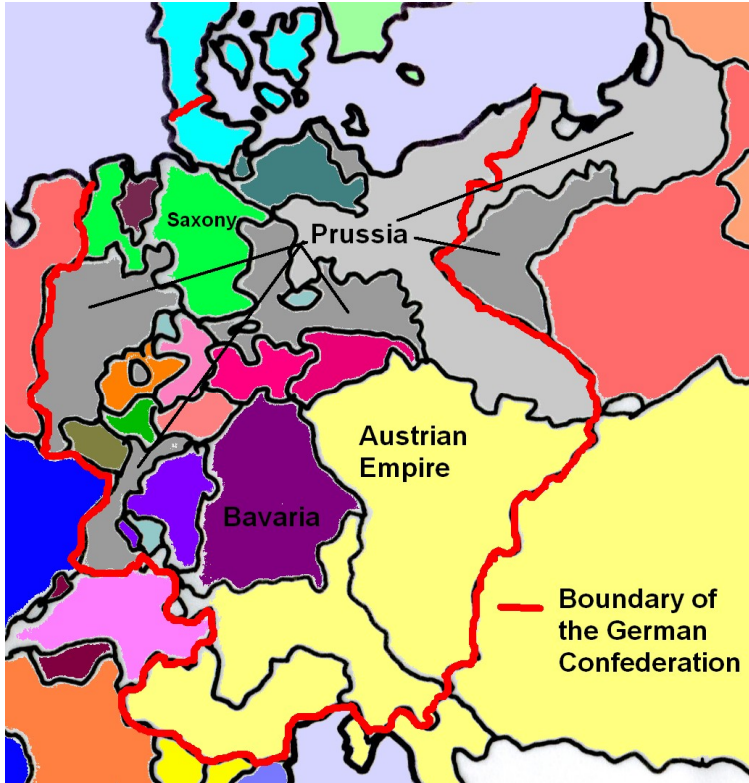 Saxony
Prussia
Austrian
Empire
Bavaria
Boundary of
the German
Confederation